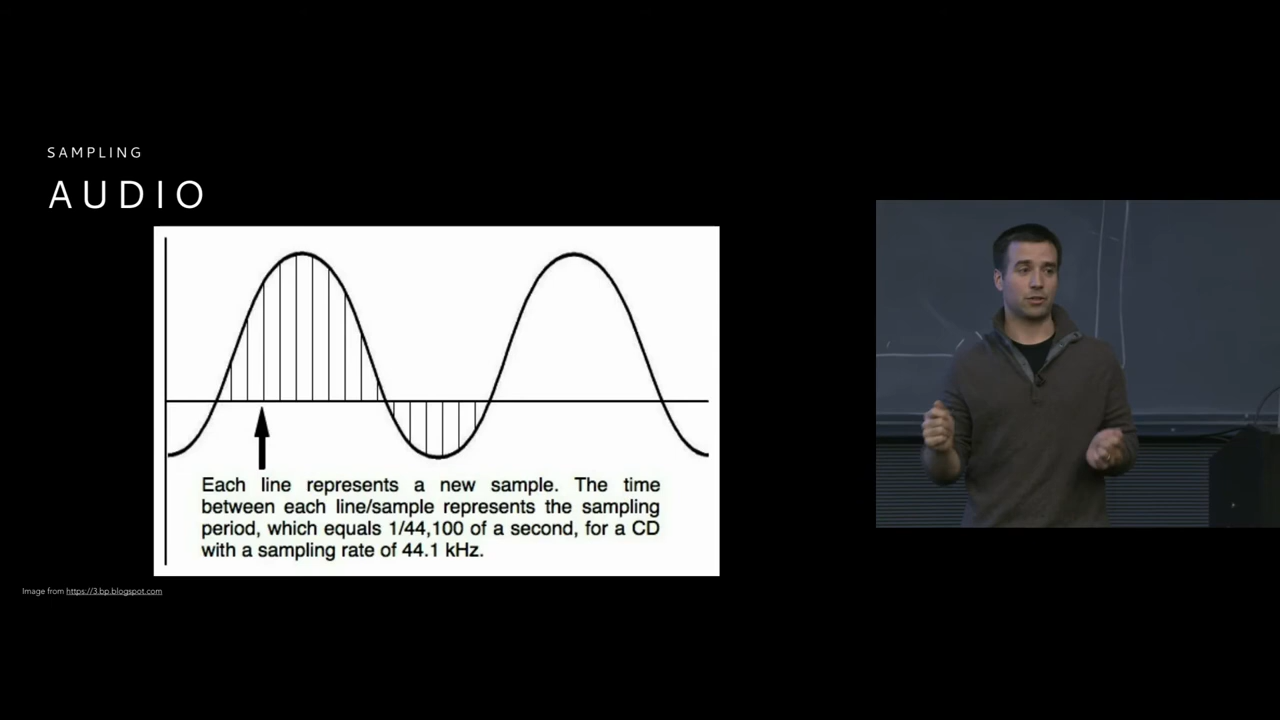 SAMPLING
AUDIO
Each line represents a new sample. The time
between each line/sample represents the sampling
period, which equals 1/44,100 of a second, for a CD
with a sampling rate of 44.1 kHz.
Image from https://3.bp.blogspot.com